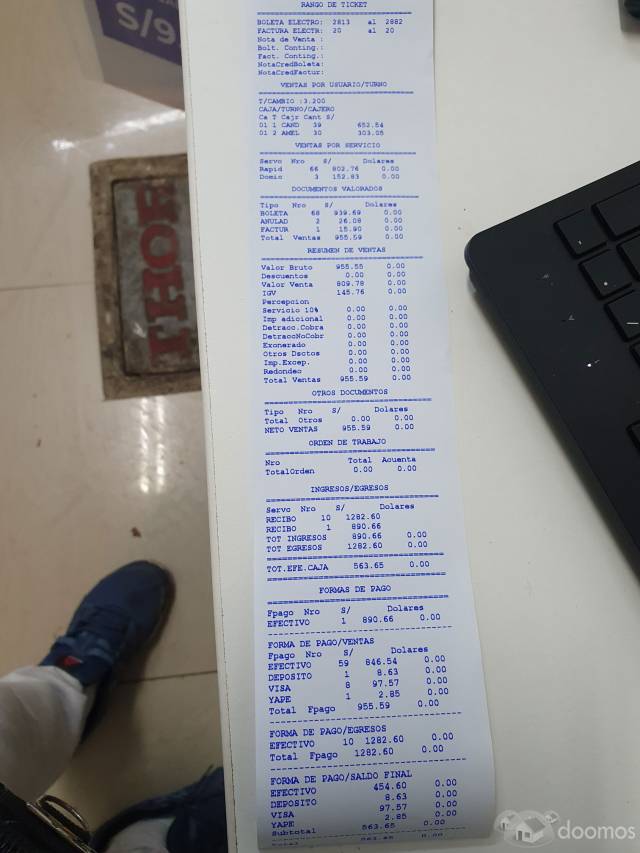 S/9
THOF
RANGO DE TICKET
BOLETA ELECTRO: 2813 al 2882
FACTURA ELECTR: 20 al 20
Nota de Venta :
Bolt. Conting.:
Fact. Conting.:
NotaCredBoleta:
NotaCredFactur:
VENTAS POR USUARIO/TURNO
T/CAMBIO :3.200
CAJA/TURNO/CAJERO
Ca T Cajr Cant S/
01 1 CAND 39 652.54
01 2 AMEL 30 303.05
VENTAS POR SERVICIO
Servc Nro S/ Dolares
Rapid 66 802.76 0.00
Domic 3 152.83 0.00
DOCUMENTOS VALORADOS
Tipo Nro S/ Dolares
BOLETA 68 939.69 0.00
ANULAD 2 26.08 0.00
FACTUR 1 15.90 0.00
Total Ventas 955.59 0.00
RESUMEN DE VENTAS
Valor Bruto 955.55 0.00
Descuentos 0.00 0.00
Valor Venta 809.78 0.00
IGV 145.76 0.00
Percepcion
Servicio 10% 0.00 0.00
Imp adicional 0.00 0.00
Detracc.Cobra 0.00 0.00
DetraccNoCobr 0.00 0.00
Exonerado 0.00 0.00
Otros Dsctos 0.00 0.00
Imp.Excep. 0.00 0.00
Redondeo 0.00 0.00
Total Ventas 955.59 0.00
OTROS DOCUMENTOS
Tipo Nro S/ Dolares
Total Otros 0.00 0.00
NETO VENTAS 955.59 0.00
ORDEN DE TRABAJO
Nro Total Acuenta
TotalOrden 0.00 0.00
INGRESOS/EGRESOS
Servc Nro S/ Dolares
RECIBO 10 1282.60
RECIBO 1 890.66
TOT INGRESOS 890.66 0.00
TOT EGRESOS 1282.60 0.00
TOT.EFE.CAJA 563.65 0.00
FORMAS DE PAGO
Fpago Nro S/ Dolares
EFECTIVO 1 890.66 0.00
FORMA DE PAGO/VENTAS
Fpago Nro S/ Dolares
EFECTIVO 59 846.54 0.00
DEPOSITO 1 8.63 0.00
VISA 8 97.57 0.00
YAPE 1 2.85 0.00
Total Fpago 955.59 0.00
FORMA DE PAGO/EGRESOS
EFECTIVO 10 1282.60 0.00
Total Fpago 1282.60 0.00
FORMA DE PAGO/SALDO FINAL
EFECTIVO 454.60 0.00
DEPOSITO 8.63 0.00
VISA 97.57 0.00
YAPE 2.85 0.00
Subtotal 563.65 0.00
Total 563.65 0.00
doomos